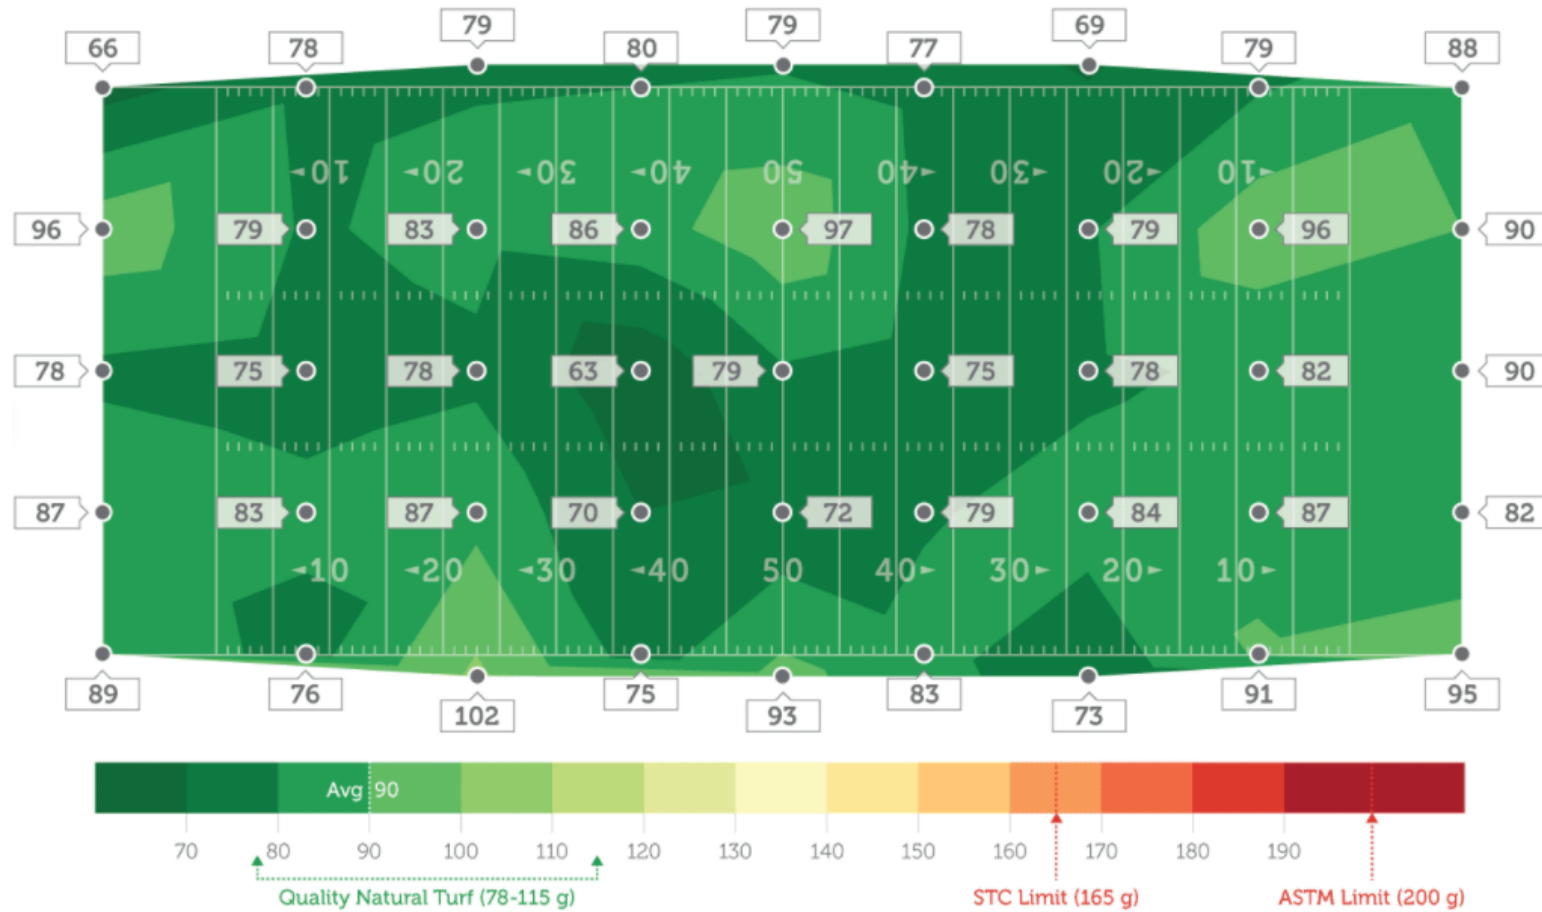 79 79 69
66 78 80 77 79 88
◄10 ◄20 ◄30 ◄40 50 40► 30► 20► 10►
96 79 83 86 97 78 79 96 90
78 75 78 63 79 75 78 82 90
87 83 87 70 72 79 84 87 82
◄10 ◄20 ◄30 ◄40 50 40► 30► 20► 10►
89 76 75 83 91 95
102 93 73
Avg 90
70 80 90 100 110 120 130 140 150 160 170 180 190
Quality Natural Turf (78-115 g) STC Limit (165 g) ASTM Limit (200 g)